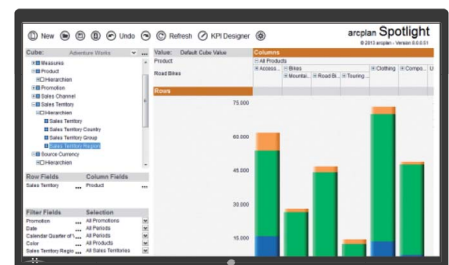 New Undo Refresh KPI Designer
arcplan Spotlight
© 2013 arcplan - Version 8.0.0.51
Cube: Adventure Works
Measures
Product
Hierarchien
Promotion
Sales Channel
Sales Territory
Hierarchien
Sales Territory
Sales Territory Country
Sales Territory Group
Sales Territory Region
Source Currency
Hierarchien
Row Fields Column Fields
Sales Territory ... Product ...
Filter Fields Selection
Promotion ... All Promotions
Date ... All Periods
Calendar Quarter of ... All Periods
Color ... All Products
Sales Territory Regio ... All Sales Territories
Value: Default Cube Value
Product
Road Bikes
Rows
Columns
All Products
Access... Bikes Clothing Compo...
Mountai... Road Bi... Touring ...
75.000
60.000
45.000
30.000
15.000